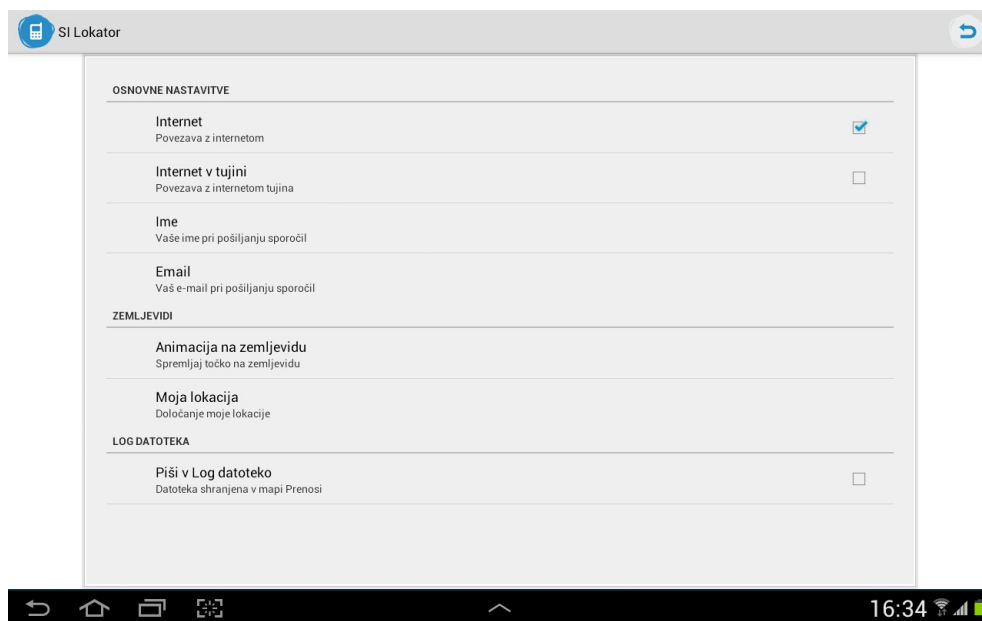 SI Lokator
OSNOVNE NASTAVITVE
Internet
Povezava z internetom
Internet v tujini
Povezava z internetom tujina
Ime
Vaše ime pri pošiljanju sporočil
Email
Vaš e-mail pri pošiljanju sporočil
ZEMLJEVIDI
Animacija na zemljevidu
Spremljaj točko na zemljevidu
Moja lokacija
Določanje moje lokacije
LOG DATOTEKA
Piši v Log datoteko
Datoteka shranjena v mapi Prenosi
16:34